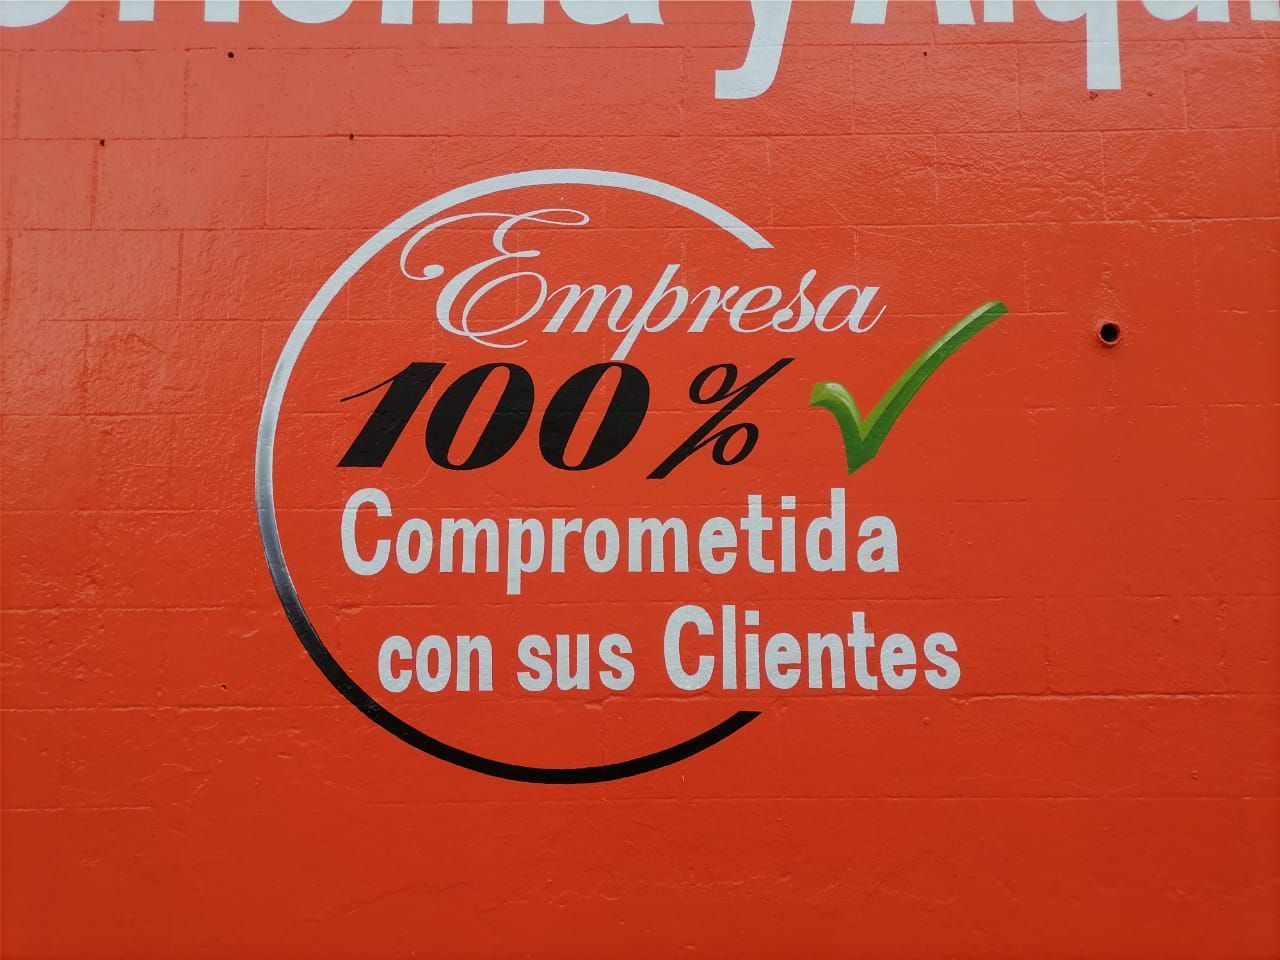 y
Empresa
100%
Comprometida
con sus Clientes